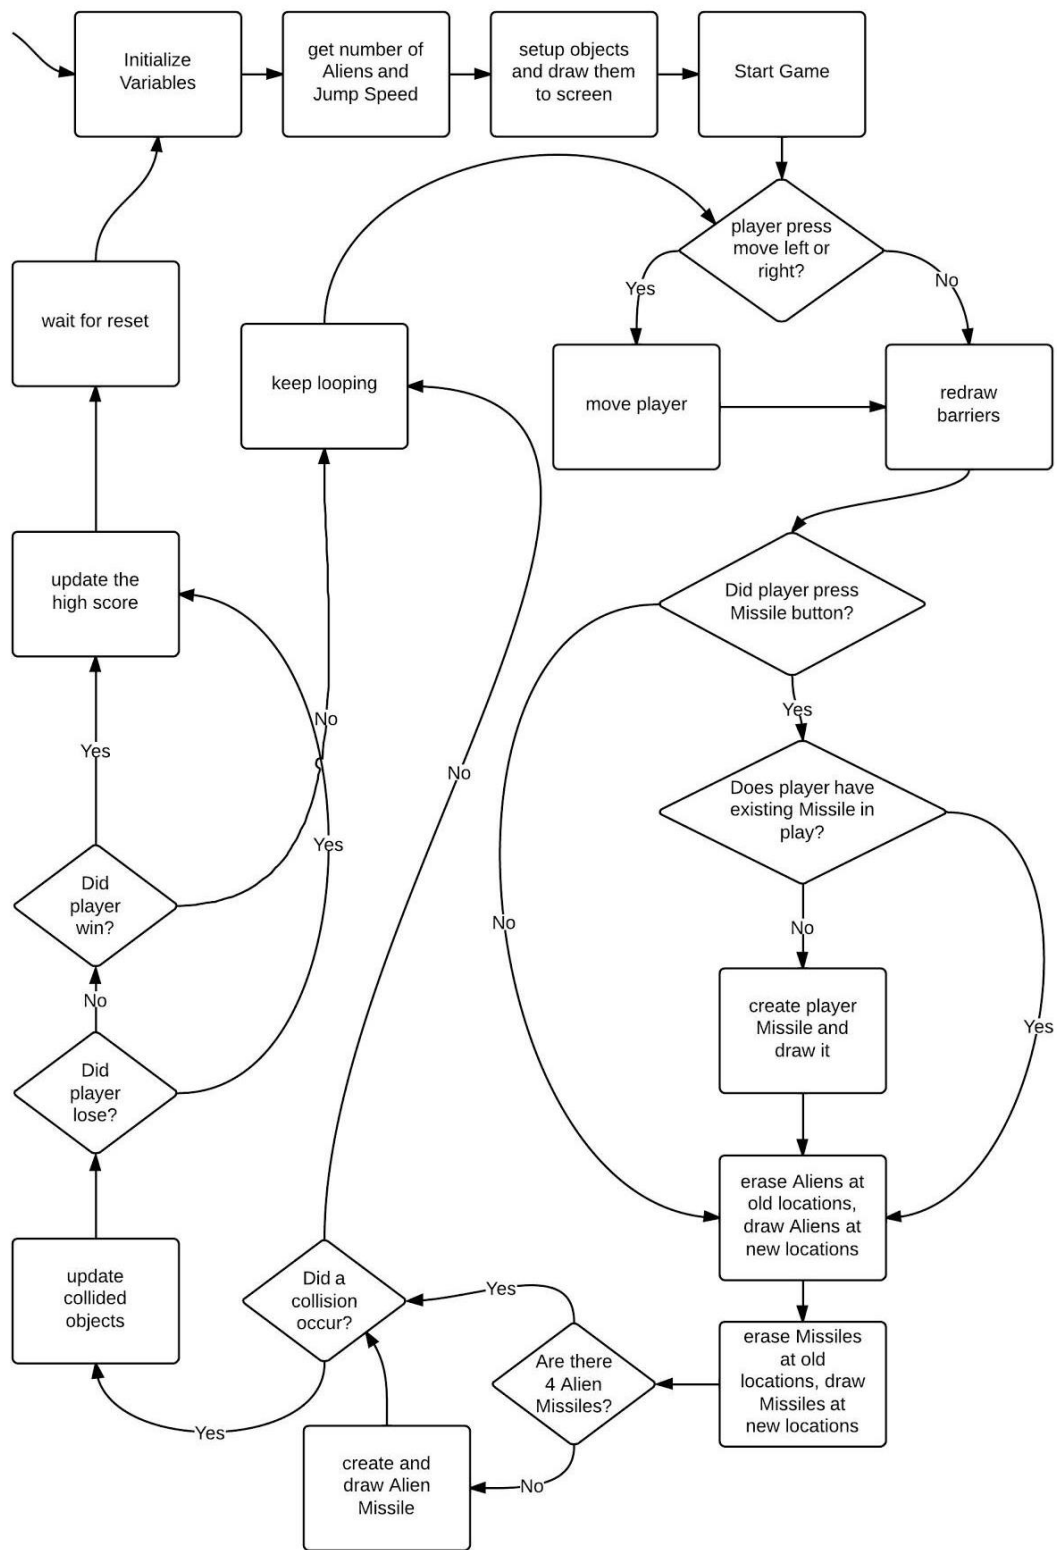 Initialize
Variables
get number of
Aliens and
Jump Speed
setup objects
and draw them
to screen
Start Game
player press
move left or
right?
Yes
No
wait for reset
keep looping
move player
redraw
barriers
update the
high score
Did player press
Missile button?
Yes
No
Yes
No
Does player have
existing Missile in
play?
Yes
Did
player
win?
No
No
No
create player
Missile and
draw it
Yes
Did
player
lose?
erase Aliens at
old locations,
draw Aliens at
new locations
update
collided
objects
Did a
collision
occur?
Yes
Are there
4 Alien
Missiles?
erase Missiles
at old
locations, draw
Missiles at
new locations
Yes
No
create and
draw Alien
Missile